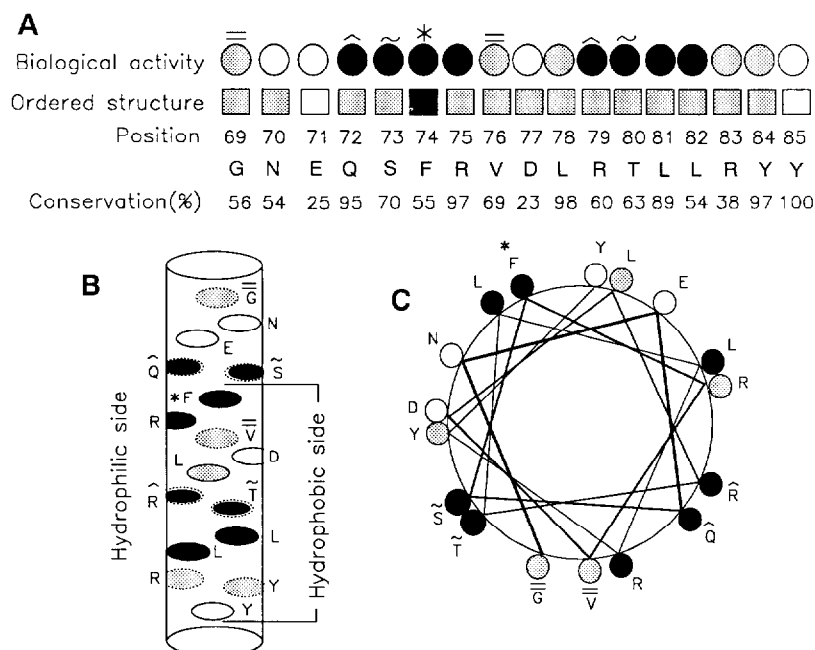 A
Biological activity
Ordered structure
Position 69 70 71 72 73 74 75 76 77 78 79 80 81 82 83 84 85
G N E Q S F R V D L R T L L R Y Y
Conservation(%) 56 54 25 95 70 55 97 69 23 98 60 63 89 54 38 97 100
B
Hydrophilic side
Hydrophobic side
G
N
E
Q̂
S̃
*F
R
V
D
L
R̂
T̃
L
L
R
Y
Y
C
*
F
Y
L
L
E
N
L
R
D
Y
R̂
S̃
Q̂
T̃
G
V
R